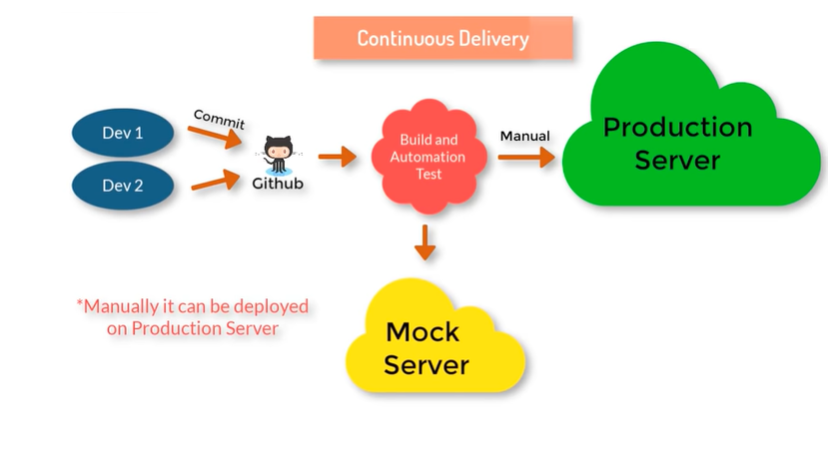 Continuous Delivery
Dev 1
Dev 2
Commit
Github
Build and
Automation
Test
Manual
Production
Server
Mock
Server
*Manually it can be deployed
on Production Server